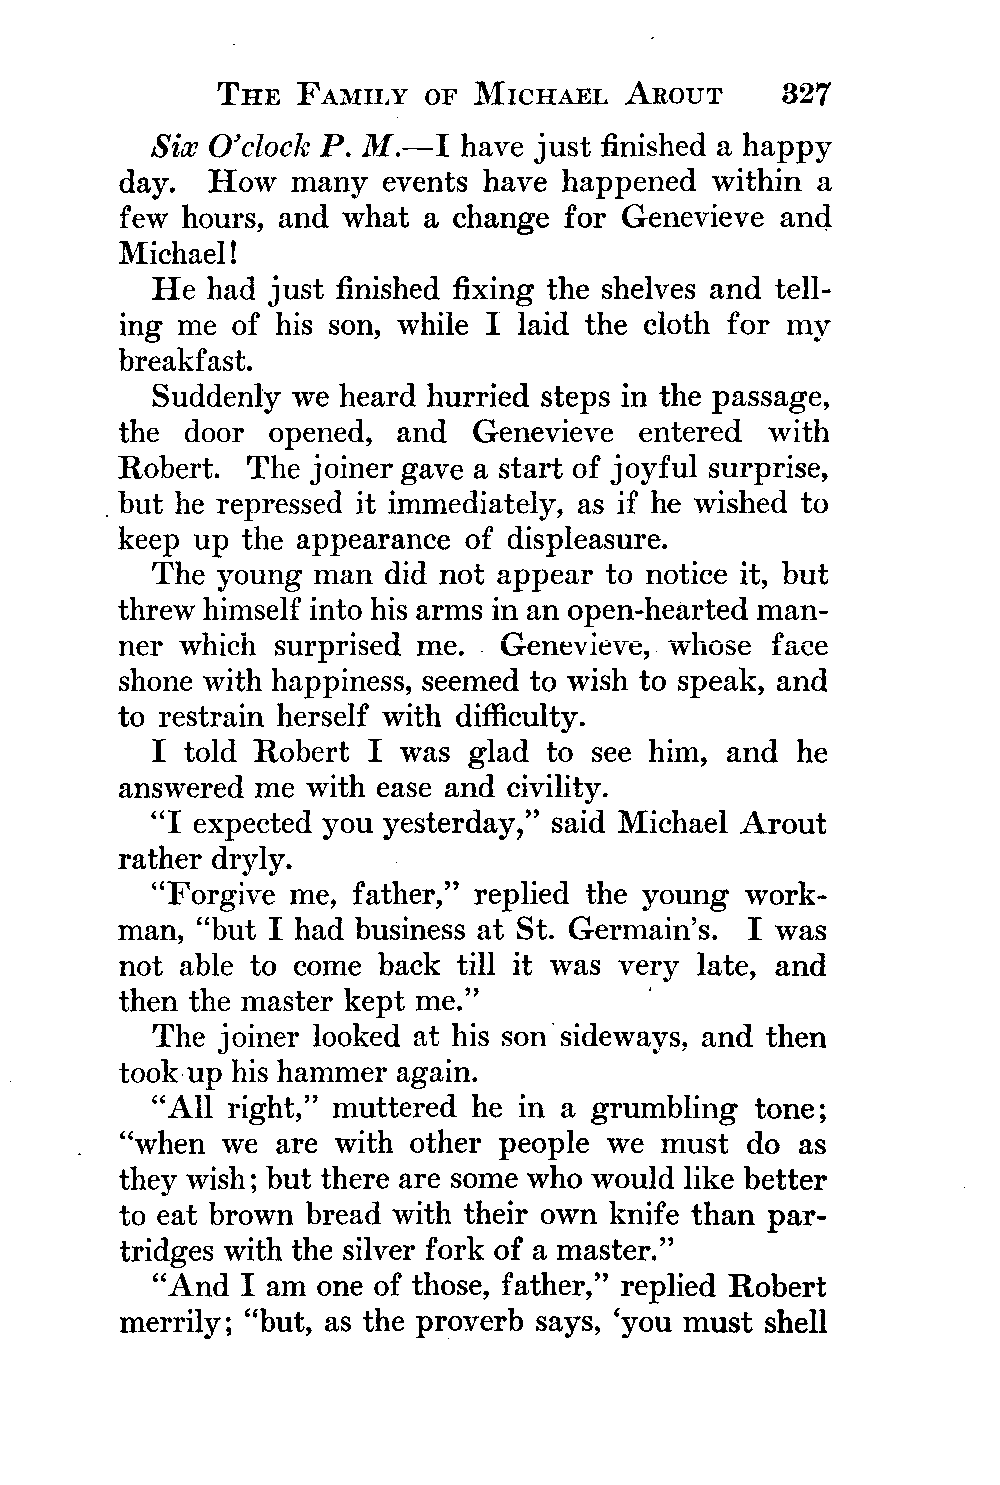 THE FAMILY OF MICHAEL AROUT 327
Six O'clock P. M.—I have just finished a happy
day. How many events have happened within a
few hours, and what a change for Genevieve and
Michael!
He had just finished fixing the shelves and tell-
ing me of his son, while I laid the cloth for my
breakfast.
Suddenly we heard hurried steps in the passage,
the door opened, and Genevieve entered with
Robert. The joiner gave a start of joyful surprise,
but he repressed it immediately, as if he wished to
keep up the appearance of displeasure.
The young man did not appear to notice it, but
threw himself into his arms in an open-hearted man-
ner which surprised me. Genevieve, whose face
shone with happiness, seemed to wish to speak, and
to restrain herself with difficulty.
I told Robert I was glad to see him, and he
answered me with ease and civility.
“I expected you yesterday,” said Michael Arout
rather dryly.
“Forgive me, father,” replied the young work-
man, “but I had business at St. Germain's. I was
not able to come back till it was very late, and
then the master kept me.”
The joiner looked at his son sideways, and then
took up his hammer again.
“All right,” muttered he in a grumbling tone;
“when we are with other people we must do as
they wish; but there are some who would like better
to eat brown bread with their own knife than par-
tridges with the silver fork of a master.”
“And I am one of those, father,” replied Robert
merrily; “but, as the proverb says, ‘you must shell